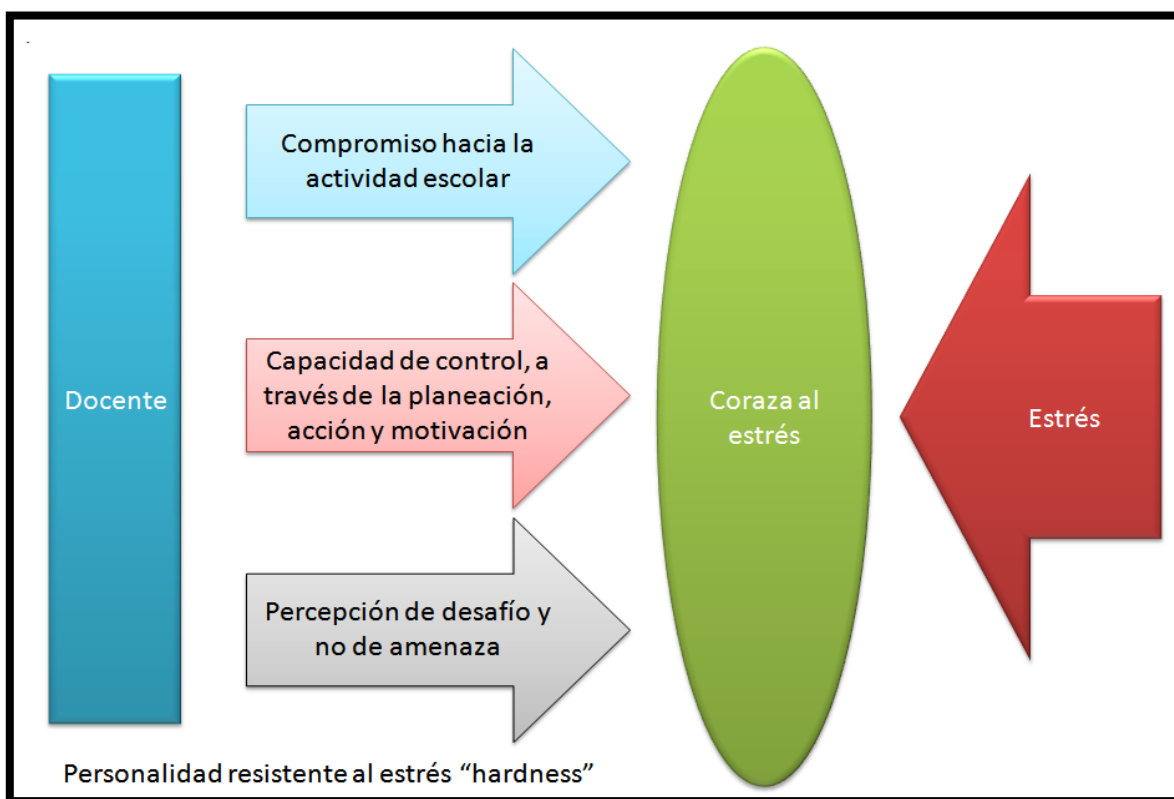 Docente
Compromiso hacia la
actividad escolar
Capacidad de control, a
través de la planeación,
acción y motivación
Percepción de desafío y
no de amenaza
Coraza al
estrés
Estrés
Personalidad resistente al estrés “hardness”